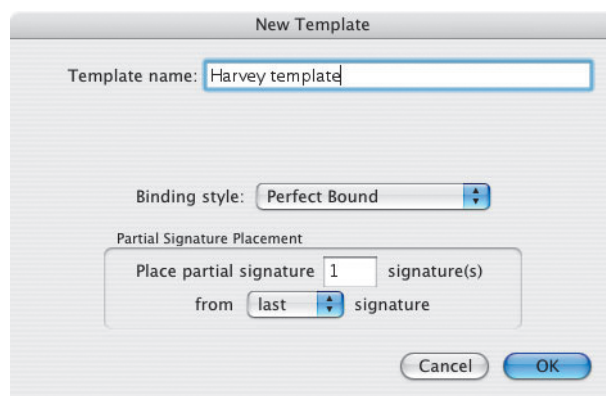 New Template
Template name: Harvey template
Binding style: Perfect Bound
Partial Signature Placement
Place partial signature 1 signature(s)
from last signature
Cancel OK